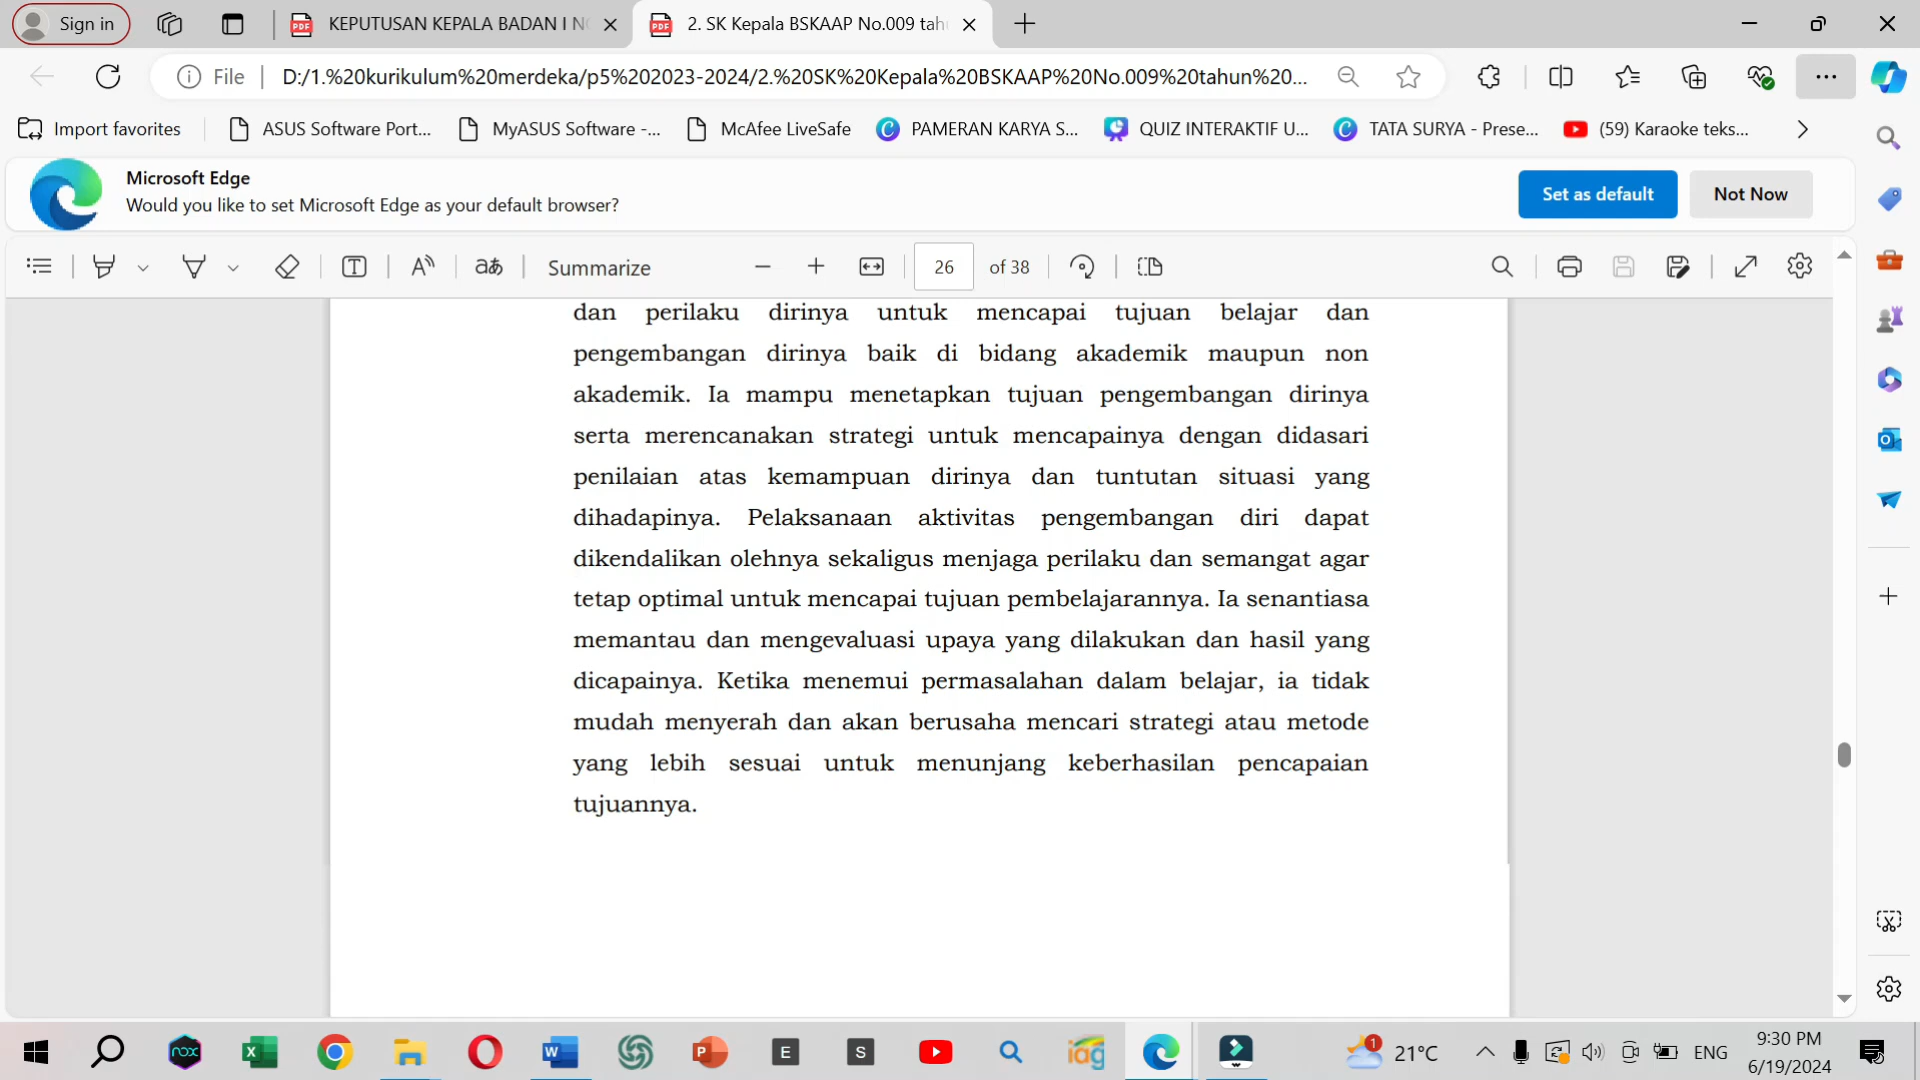 Sign in
KEPUTUSAN KEPALA BADAN I N
2. SK Kepala BSKAAP No.009 tah
File
D:/1.%20kurikulum%20merdeka/p5%202023-2024/2.%20SK%20Kepala%20BSKAAP%20No.009%20tahun%20...
Import favorites
ASUS Software Port...
MyASUS Software -...
McAfee LiveSafe
PAMERAN KARYA S...
QUIZ INTERAKTIF U...
TATA SURYA - Prese...
(59) Karaoke teks...
Microsoft Edge
Would you like to set Microsoft Edge as your default browser?
Set as default
Not Now
Summarize
26
of 38
dan perilaku dirinya untuk mencapai tujuan belajar dan
pengembangan dirinya baik di bidang akademik maupun non
akademik. Ia mampu menetapkan tujuan pengembangan dirinya
serta merencanakan strategi untuk mencapainya dengan didasari
penilaian atas kemampuan dirinya dan tuntutan situasi yang
dihadapinya. Pelaksanaan aktivitas pengembangan diri dapat
dikendalikan olehnya sekaligus menjaga perilaku dan semangat agar
tetap optimal untuk mencapai tujuan pembelajarannya. Ia senantiasa
memantau dan mengevaluasi upaya yang dilakukan dan hasil yang
dicapainya. Ketika menemui permasalahan dalam belajar, ia tidak
mudah menyerah dan akan berusaha mencari strategi atau metode
yang lebih sesuai untuk menunjang keberhasilan pencapaian
tujuannya.
1
21°C
ENG
9:30 PM
6/19/2024